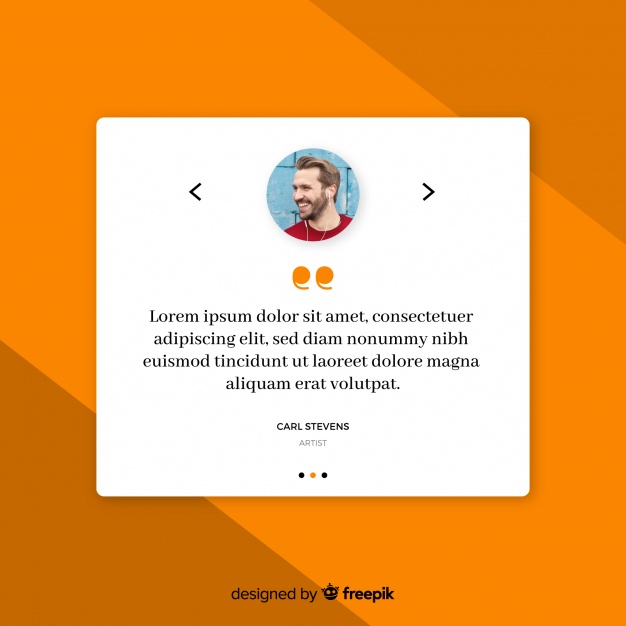 Lorem ipsum dolor sit amet, consectetuer
adipiscing elit, sed diam nonummy nibh
euismod tincidunt ut laoreet dolore magna
aliquam erat volutpat.
CARL STEVENS
ARTIST
designed by freepik